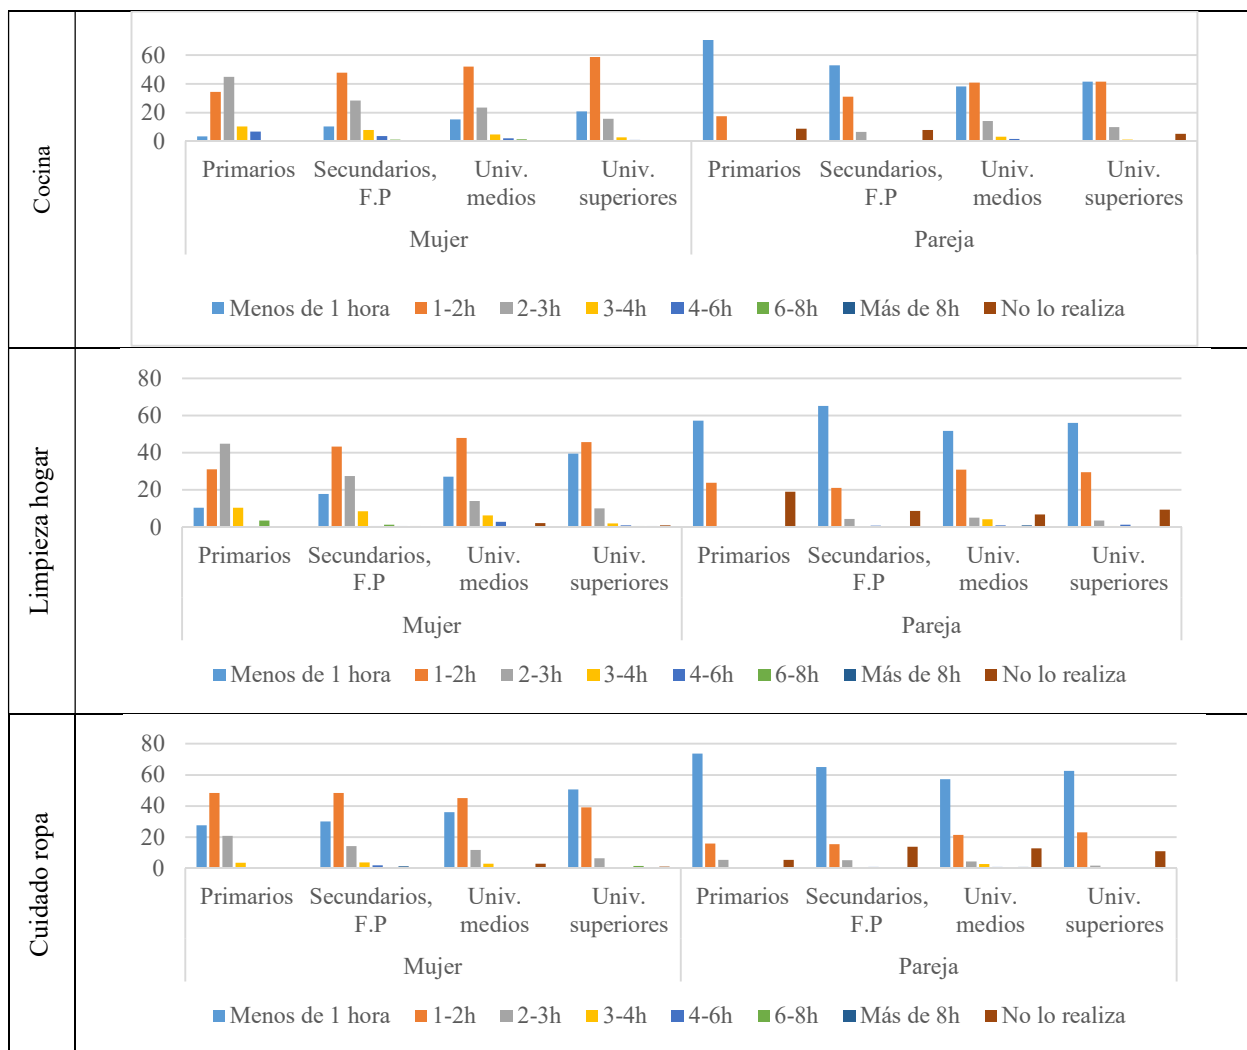 Cocina
60
40
20
0
Primarios Secundarios, Univ. Univ. Primarios Secundarios, Univ. Univ.
F.P medios superiores F.P medios superiores
Mujer Pareja
Menos de 1 hora 1-2h 2-3h 3-4h 4-6h 6-8h Más de 8h No lo realiza
Limpieza hogar
80
60
40
20
0
Primarios Secundarios, Univ. Univ. Primarios Secundarios, Univ. Univ.
F.P medios superiores F.P medios superiores
Mujer Pareja
Menos de 1 hora 1-2h 2-3h 3-4h 4-6h 6-8h Más de 8h No lo realiza
Cuidado ropa
80
60
40
20
0
Primarios Secundarios, Univ. Univ. Primarios Secundarios, Univ. Univ.
F.P medios superiores F.P medios superiores
Mujer Pareja
Menos de 1 hora 1-2h 2-3h 3-4h 4-6h 6-8h Más de 8h No lo realiza